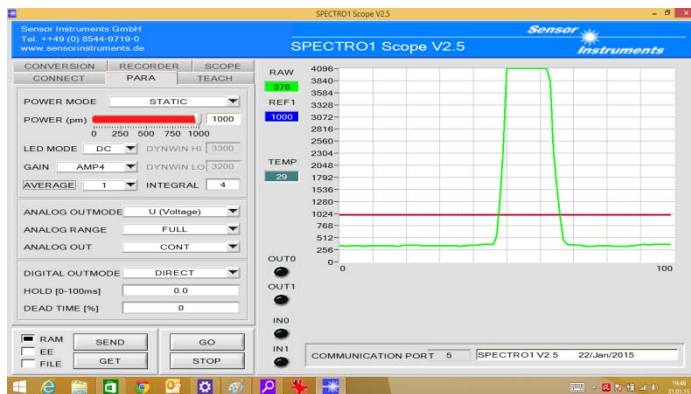 SPECTRO1 Scope V2.5
Sensor Instruments GmbH
Tel. ++49 (0) 8544-9719-0
www.sensorinstruments.de
SPECTRO1 Scope V2.5
Sensor
Instruments
CONVERSION RECORDER SCOPE
CONNECT PARA TEACH
POWER MODE STATIC
POWER (pm) 1000
0 250 500 750 1000
LED MODE DC DYNWIN HI 3300
GAIN AMP4 DYNWIN LO 3200
AVERAGE 1 INTEGRAL 4
ANALOG OUTMODE U (Voltage)
ANALOG RANGE FULL
ANALOG OUT CONT
DIGITAL OUTMODE DIRECT
HOLD [0-100ms] 0.0
DEAD TIME [%] 0
RAM
EE
FILE
SEND GO
GET STOP
RAW
376
REF1
1000
TEMP
29
OUT0
OUT1
IN0
IN1
4096
3840
3584
3328
3072
2816
2560
2304
2048
1792
1536
1280
1024
768
512
256
0
0 100
COMMUNICATION PORT 5 SPECTRO1 V2.5 22/Jan/2015
19:46